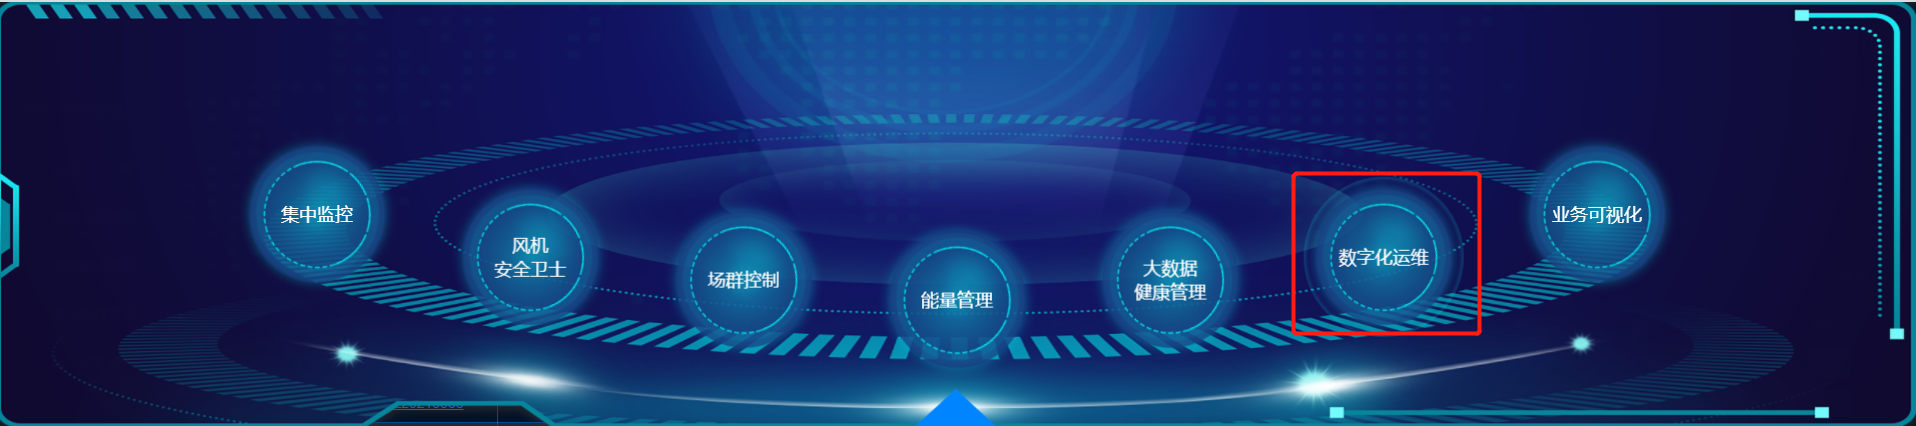 集中监控
风机
安全卫士
场群控制
能量管理
大数据
健康管理
数字化运维
业务可视化